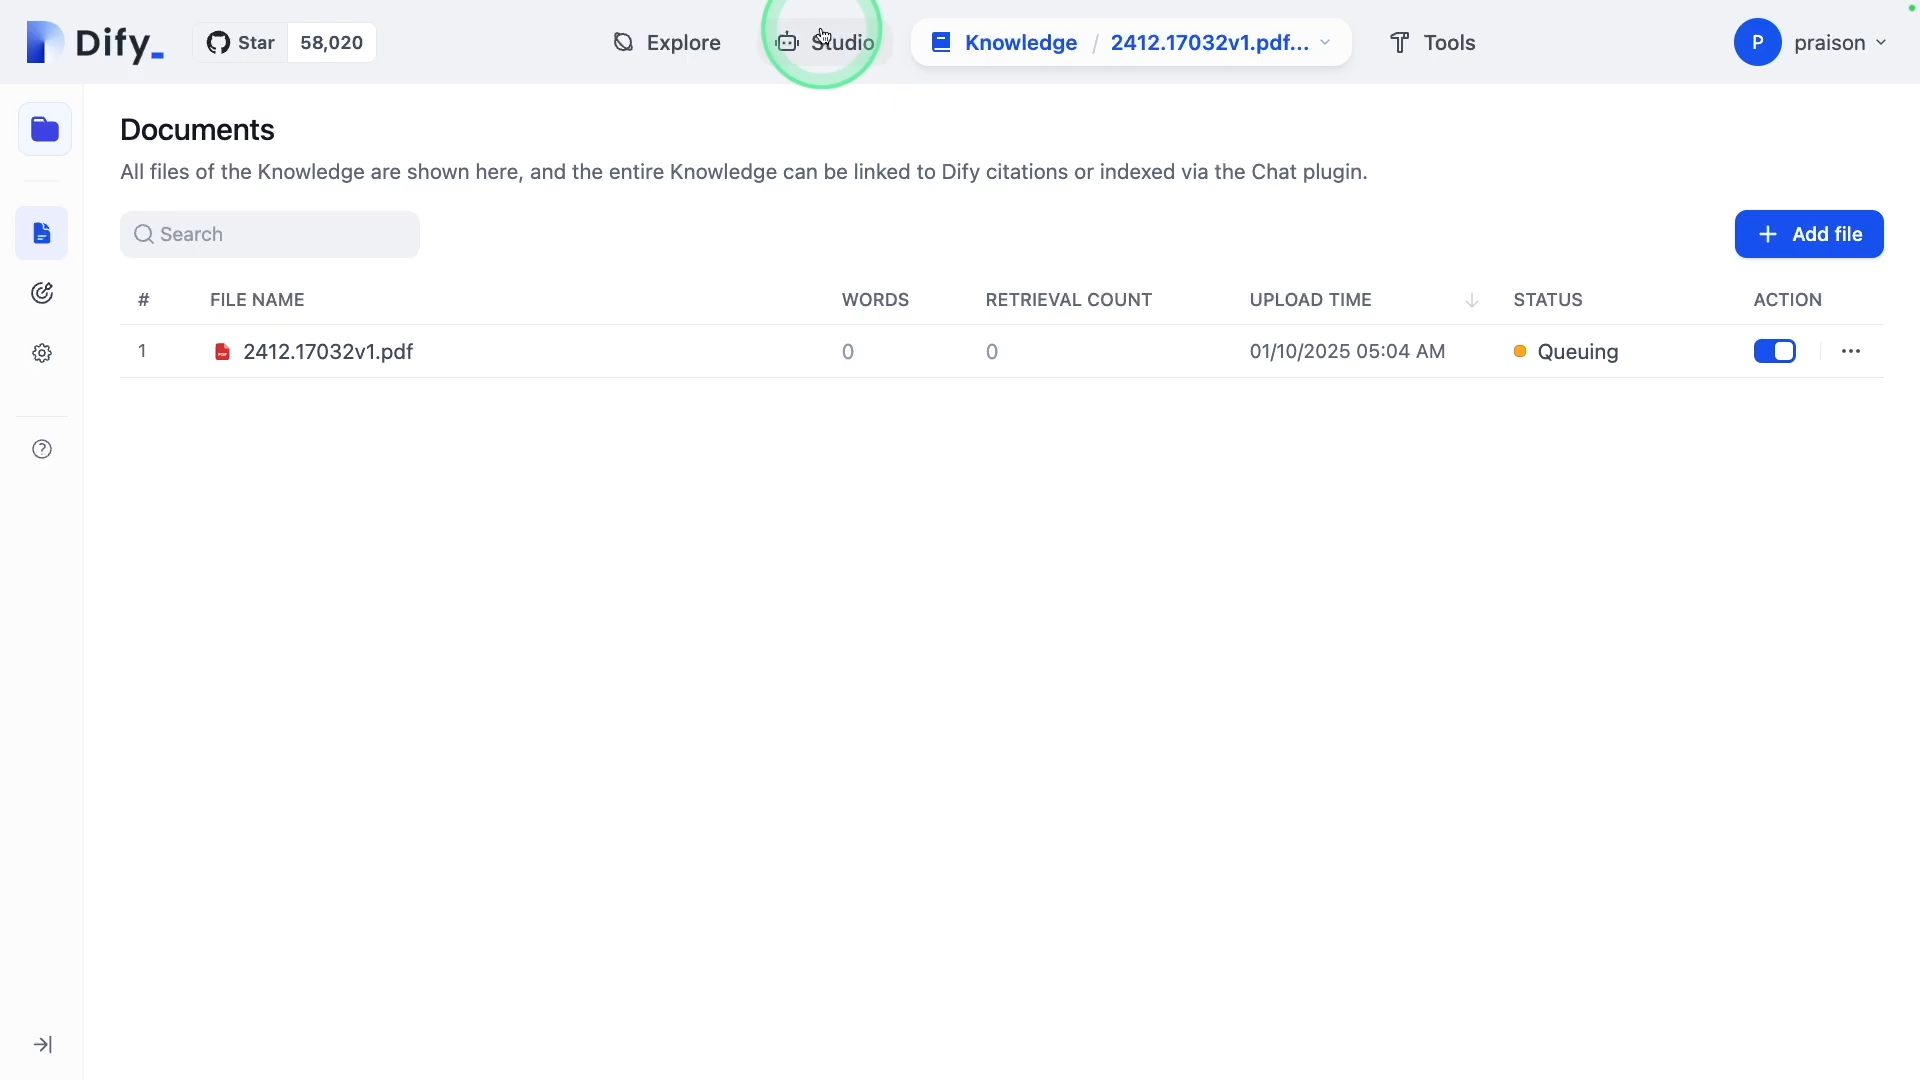 Dify_
Star 58,020
Explore
Studio
Knowledge / 2412.17032v1.pdf...
Tools
P praison
Documents
All files of the Knowledge are shown here, and the entire Knowledge can be linked to Dify citations or indexed via the Chat plugin.
Search
+ Add file
# FILE NAME WORDS RETRIEVAL COUNT UPLOAD TIME STATUS ACTION
1 2412.17032v1.pdf 0 0 01/10/2025 05:04 AM Queuing